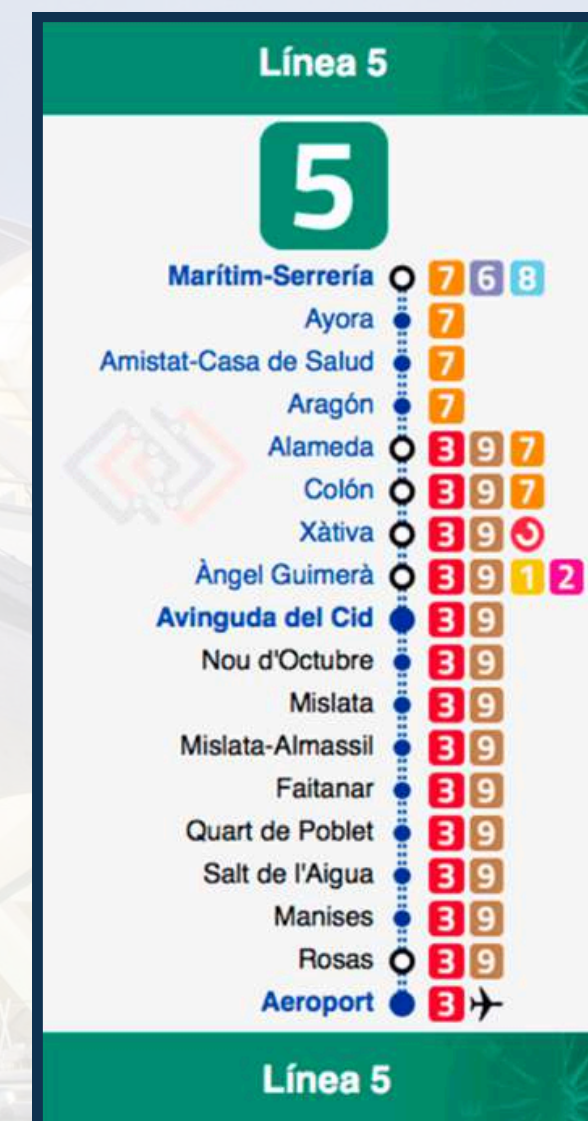 Línea 5
5
Marítim-Serrería 7 6 8
Ayora 7
Amistat-Casa de Salud 7
Aragón 7
Alameda 3 9 7
Colón 3 9 7
Xàtiva 3 9
Àngel Guimerà 3 9 1 2
Avinguda del Cid 3 9
Nou d'Octubre 3 9
Mislata 3 9
Mislata-Almassil 3 9
Faitanar 3 9
Quart de Poblet 3 9
Salt de l'Aigua 3 9
Manises 3 9
Rosas 3 9
Aeroport 3
Línea 5